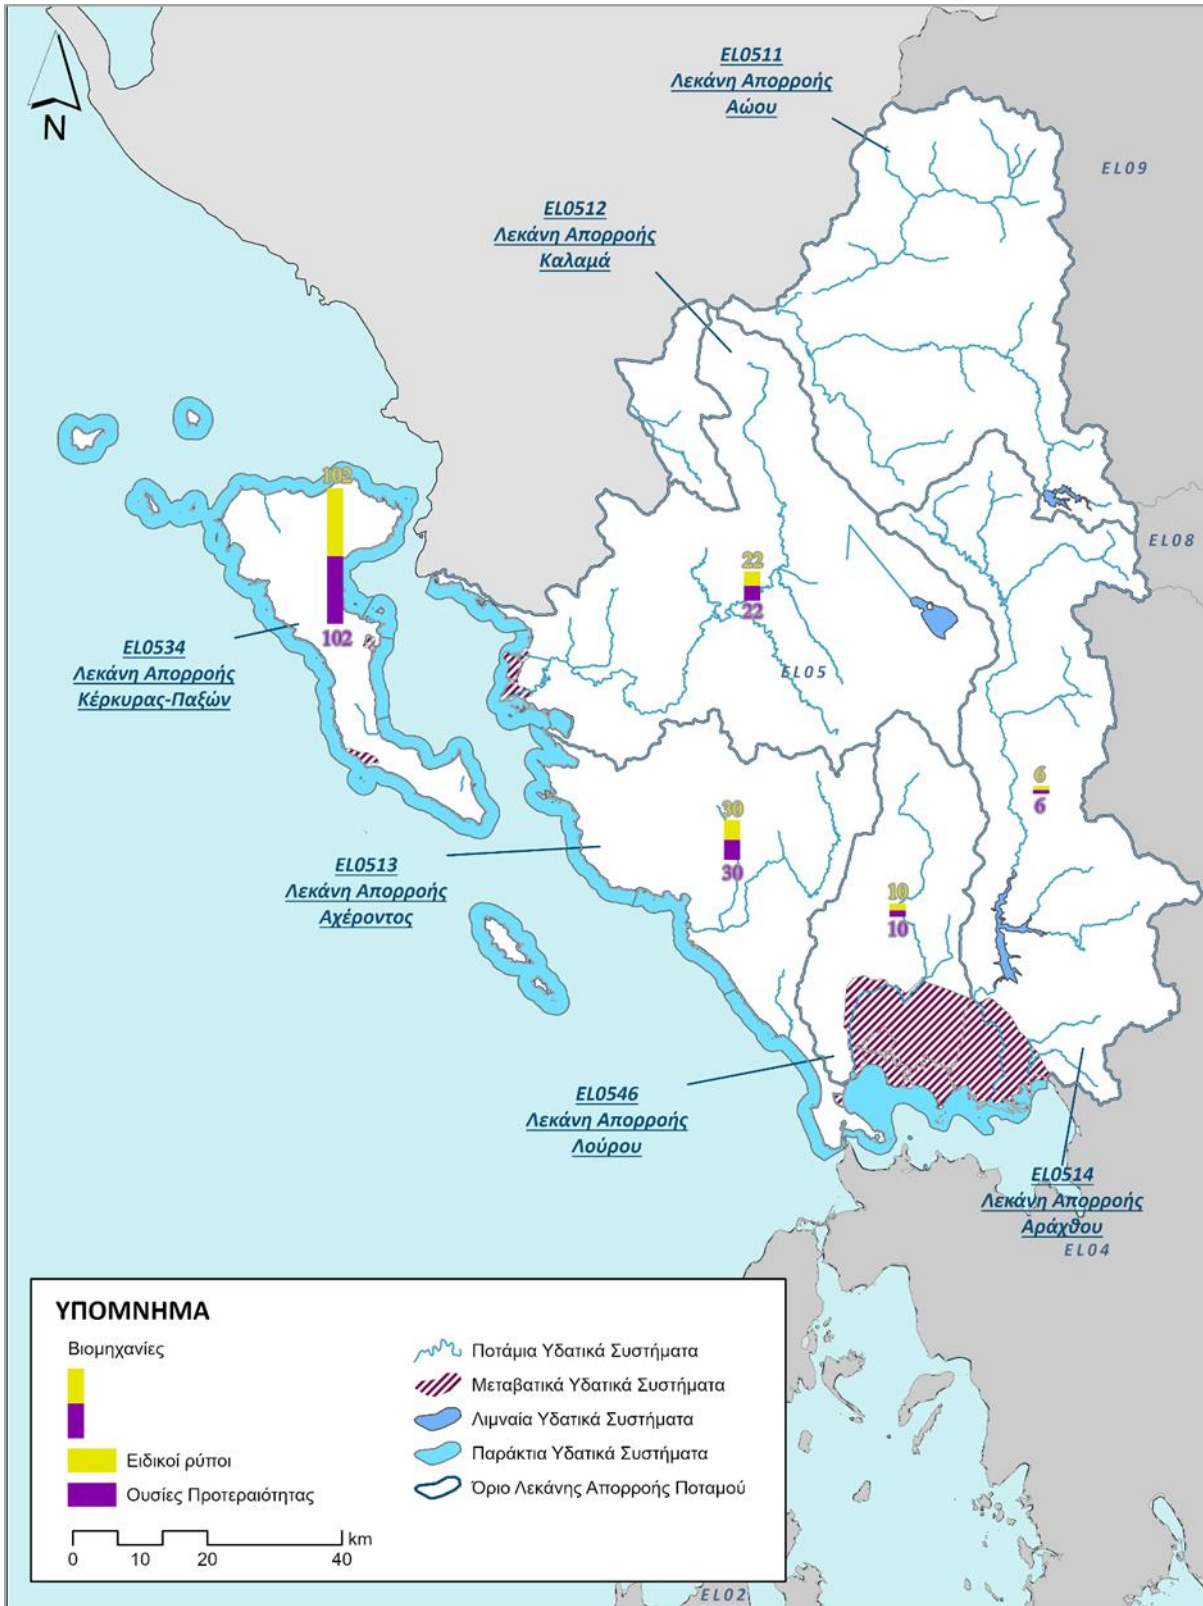 EL0511
Λεκάνη Απορροής
Αώου
EL09
N
EL0512
Λεκάνη Απορροής
Καλαμά
102
EL08
22
22
102
EL0534
Λεκάνη Απορροής
Κέρκυρας-Παξών
EL05
6
6
30
30
EL0513
Λεκάνη Απορροής
Αχέροντος
10
10
EL0546
Λεκάνη Απορροής
Λούρου
EL0514
Λεκάνη Απορροής
Αράχθου
EL04
ΥΠΟΜΝΗΜΑ
Βιομηχανίες
Ειδικοί ρύποι
Ουσίες Προτεραιότητας
Ποτάμια Υδατικά Συστήματα
Μεταβατικά Υδατικά Συστήματα
Λιμναία Υδατικά Συστήματα
Παράκτια Υδατικά Συστήματα
Όριο Λεκάνης Απορροής Ποταμού
km
0 10 20 40
EL02